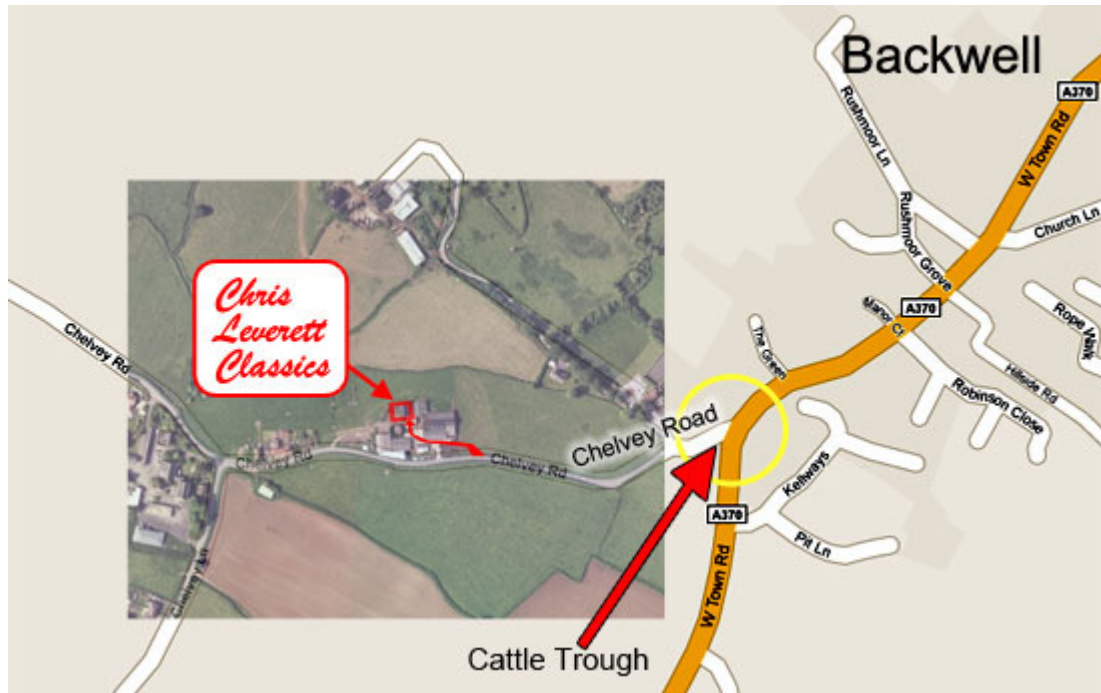 Backwell
A370
W Town Rd
Rushmoor Ln
Church Ln
Rushmoor Grove
A370
Manor Ct
Rope Walk
The Green
Hillside Rd
Robinson Close
Chris
Leverett
Classics
Chelvey Rd
Chelvey Road
Chelvey Rd
Chelvey Rd
Kellways
A370
Pit Ln
Chelvey Ln
W Town Rd
Cattle Trough